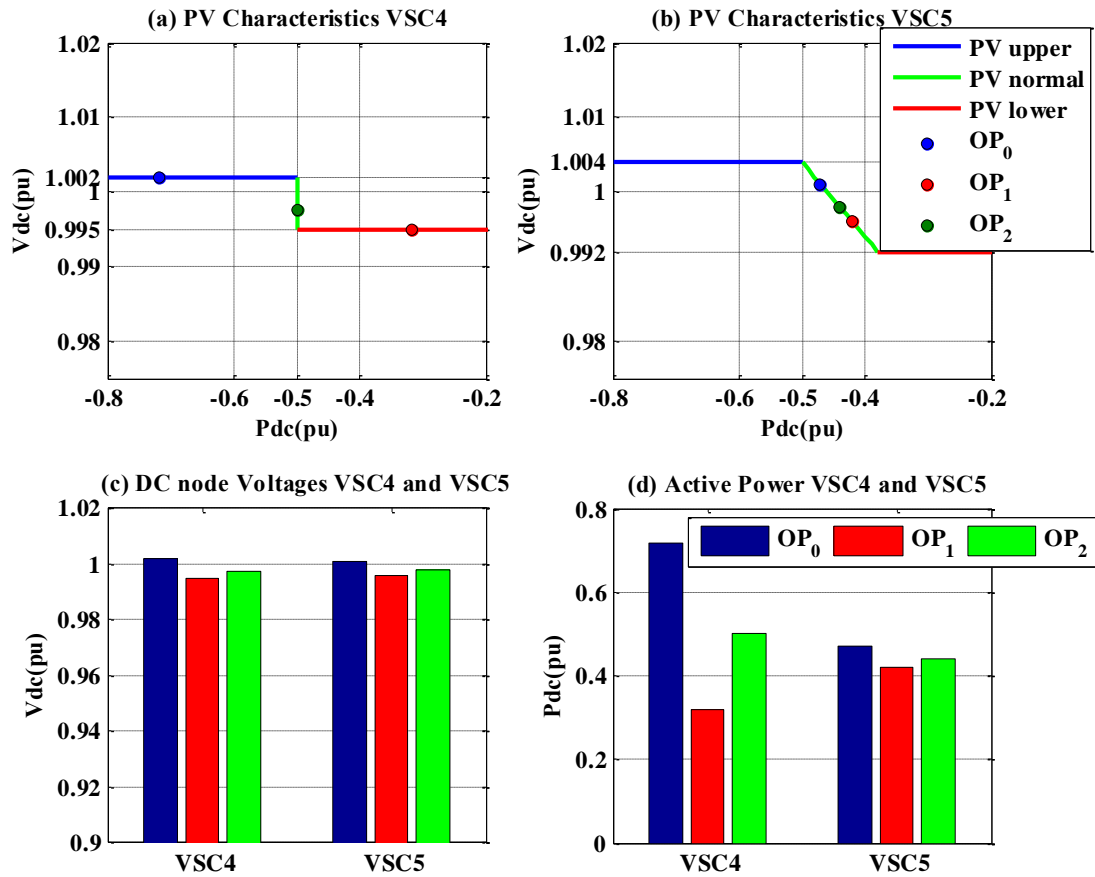 (a) PV Characteristics VSC4
1.02
1.01
1.002
1
0.995
0.99
0.98
Vdc(pu)
-0.8
-0.6
-0.5
-0.4
-0.2
Pdc(pu)
(b) PV Characteristics VSC5
1.02
1.01
1.004
1
0.992
0.98
Vdc(pu)
-0.8
-0.6
-0.5
-0.4
-0.2
Pdc(pu)
PV upper
PV normal
PV lower
OP0
OP1
OP2
(c) DC node Voltages VSC4 and VSC5
1.02
1
0.98
0.96
0.94
0.92
0.9
Vdc(pu)
VSC4
VSC5
(d) Active Power VSC4 and VSC5
0.8
0.6
0.4
0.2
0
Pdc(pu)
VSC4
VSC5
OP0 OP1 OP2